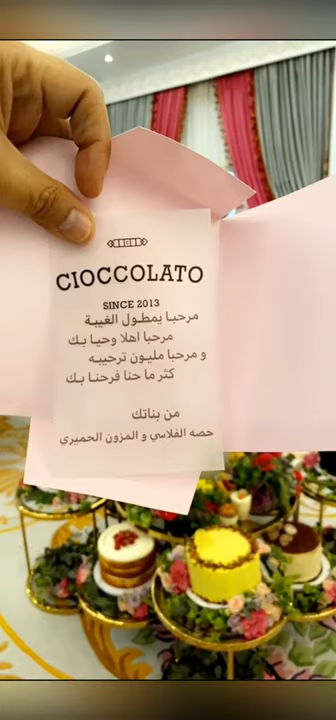 CIOCCOLATO
SINCE 2013
مرحبا يمطول الغيبة
مرحبا اهلا وحيا بك
و مرحبا مليون ترحيبه
كثر ما حنا فرحنا بك
من بناتك
حصه الفلاسي و المزون الحميري